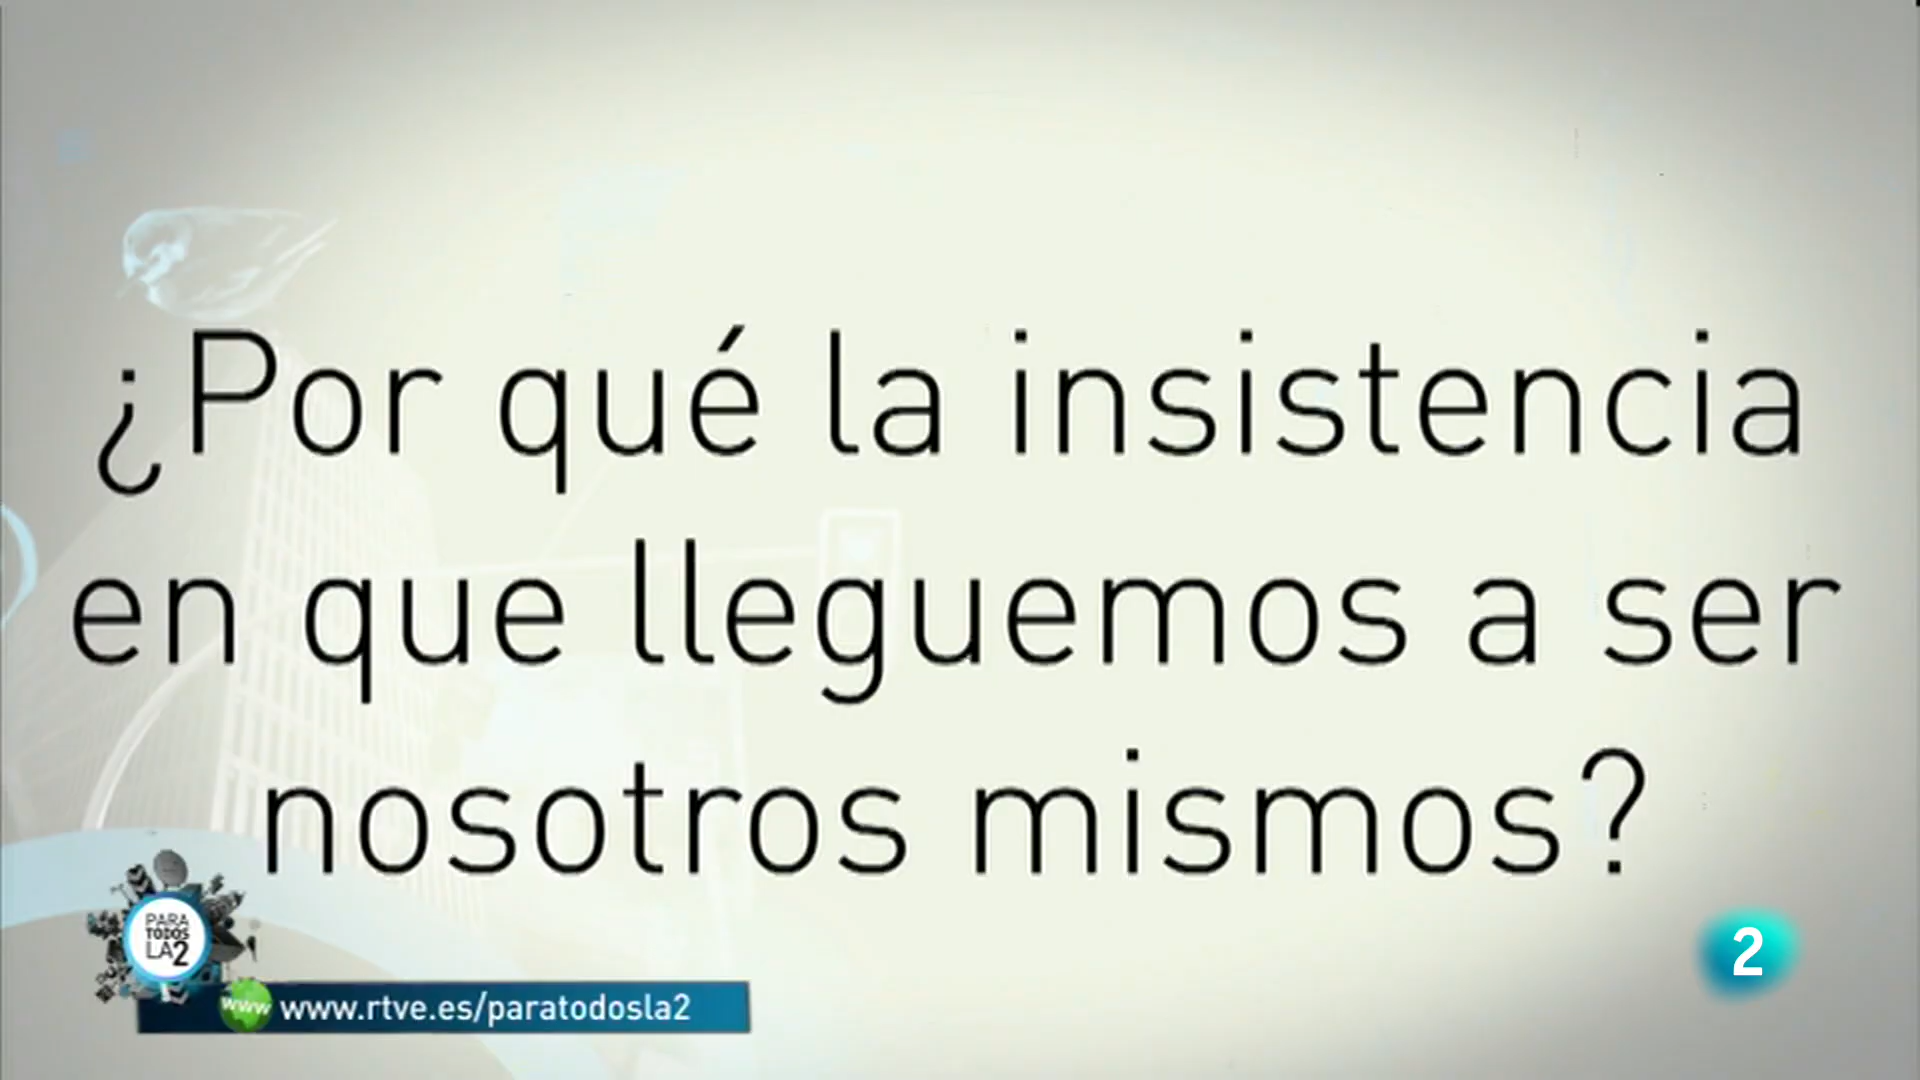 ¿Por qué la insistencia
en que lleguemos a ser
nosotros mismos?
PARA
TODOS
LA2
www www.rtve.es/paratodosla2
2